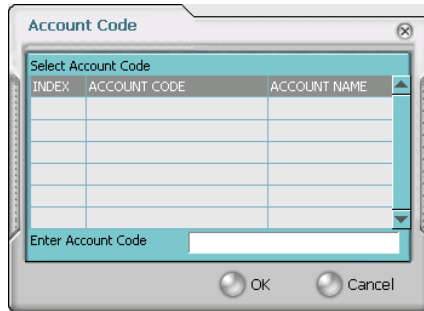 Account Code
Select Account Code
INDEX ACCOUNT CODE ACCOUNT NAME
Enter Account Code
OK Cancel